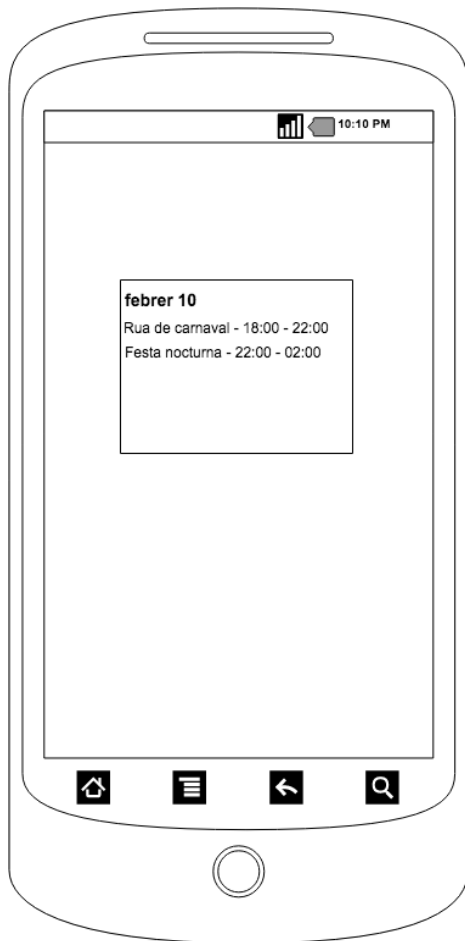 10:10 PM
febrer 10
Rua de carnaval - 18:00 - 22:00
Festa nocturna - 22:00 - 02:00